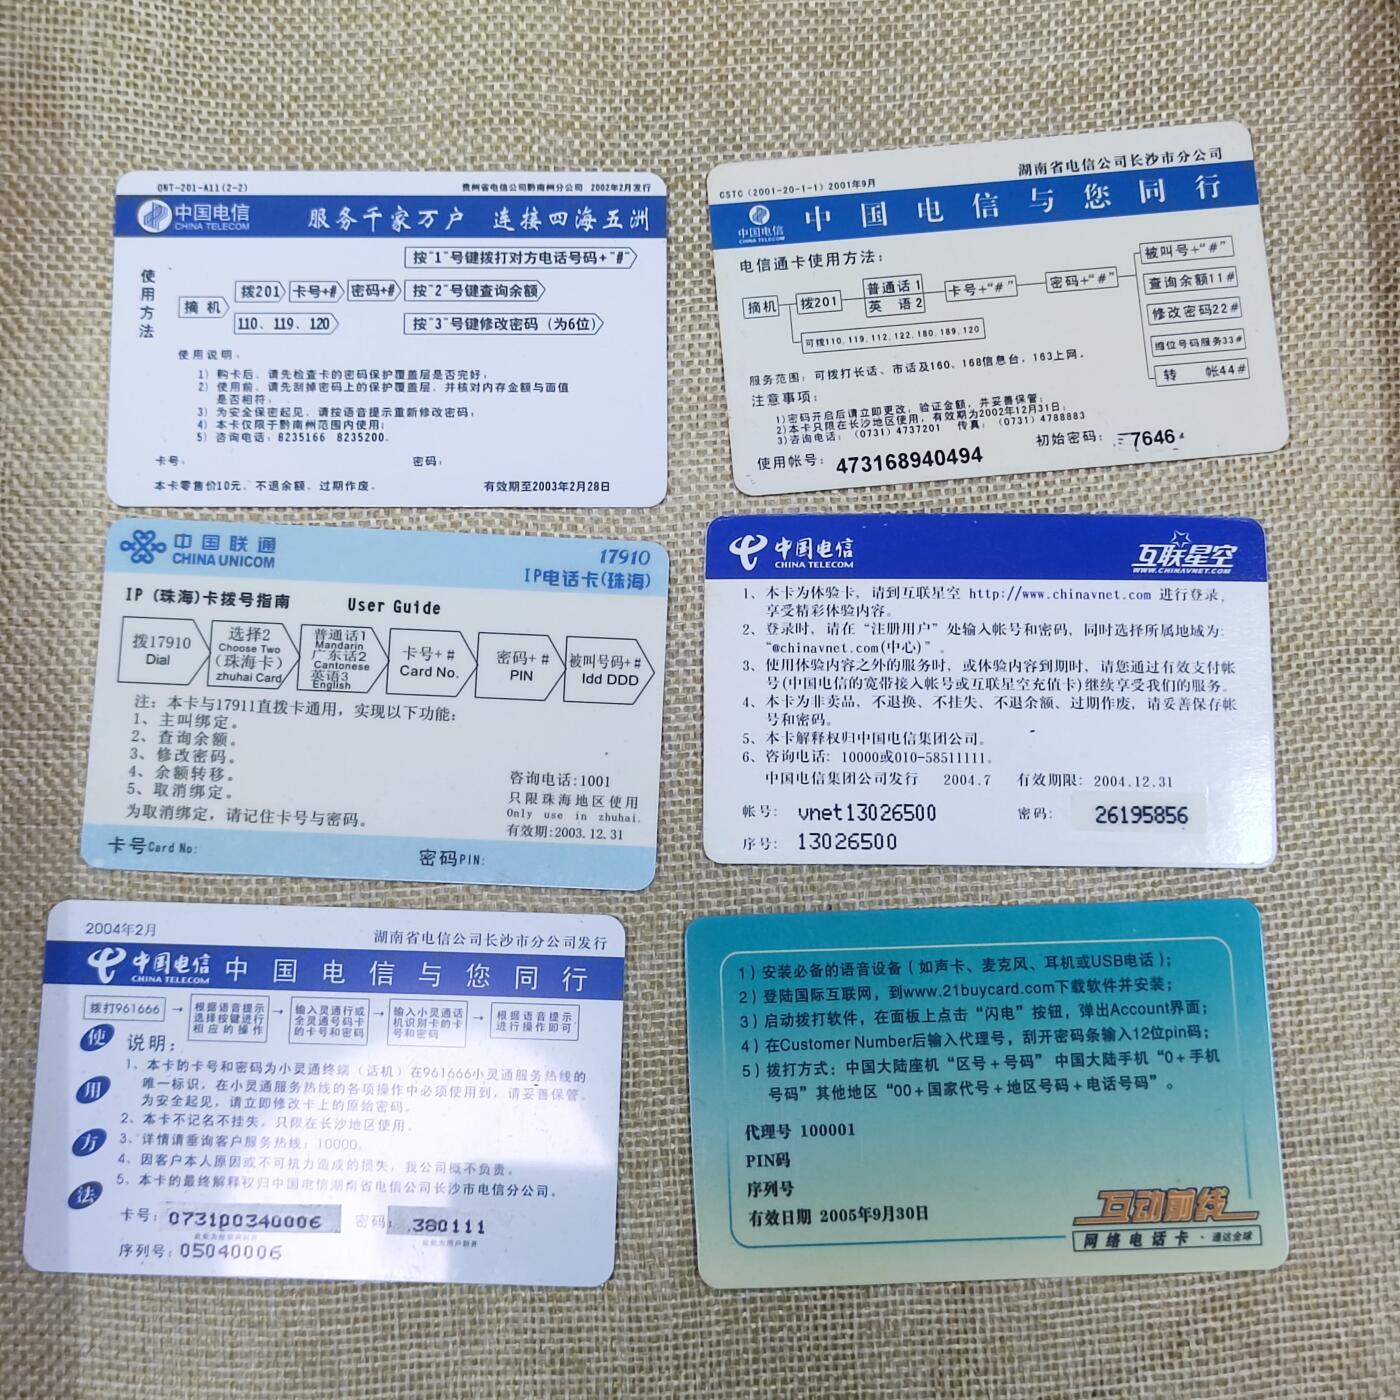 QNT-201-A11(2-2)
贵州省电信公司黔南州分公司 2002年2月发行
中国电信
CHINA TELECOM
服务千家万户 连接四海五洲
使用方法
摘机
拨201
卡号+#
密码+#
110、119、120
按"1"号键拨打对方电话号码+"#"
按"2"号键查询余额
按"3"号键修改密码（为6位）
使用说明：
1）购卡后、请先检查卡的密码保护覆盖层是否完好；
2）使用前、请先刮掉密码上的保护覆盖层、并核对内存金额与面值
是否相符；
3）为安全保密起见、请按语音提示重新修改密码；
4）本卡仅限于黔南州范围内使用；
5）咨询电话：8235166 8235200。
卡号：
密码：
本卡零售价10元、不退余额、过期作废。
有效期至2003年2月28日
CSTC（2001-20-1-1）2001年9月
湖南省电信公司长沙市分公司
中国电信
CHINA TELECOM
中国电信与您同行
电信通卡使用方法：
摘机
拨201
普通话1
英 语2
卡号+"#"
密码+"#"
被叫号+"#"
查询余额11#
修改密码22#
缩位号码服务33#
转 帐44#
可拨110,119,112,122,180,189,120
服务范围：可拨打长话、市话及160、168信息台，163上网。
注意事项：
1)密码开启后请立即更改，验证金额，并妥善保管；
2)本卡只限在长沙地区使用，有效期为2002年12月31日；
3)咨询电话：（0731）4737201 传真：（0731）4788883
使用帐号：473168940494
初始密码：7646
中国联通
CHINA UNICOM
17910
IP电话卡(珠海)
IP (珠海)卡拨号指南 User Guide
拨17910
Dial
选择2
Choose Two
(珠海卡)
zhuhai Card
普通话1
Mandarin
广东话2
Cantonese
英语3
English
卡号+#
Card No.
密码+#
PIN
被叫号码+#
Idd DDD
注：本卡与17911直拨卡通用，实现以下功能：
1、主叫绑定。
2、查询余额。
3、修改密码。
4、余额转移。
5、取消绑定。
为取消绑定，请记住卡号与密码。
咨询电话:1001
只限珠海地区使用
Only use in zhuhai.
有效期:2003.12.31
卡号Card No:
密码PIN:
中国电信
CHINA TELECOM
互联星空
WWW.CHINAVNET.COM
1、本卡为体验卡，请到互联星空 http://www.chinavnet.com 进行登录，
享受精彩体验内容。
2、登录时，请在“注册用户”处输入帐号和密码，同时选择所属地域为：
“@chinavnet.com(中心)”。
3、使用体验内容之外的服务时，或体验内容到期时，请您通过有效支付帐
号(中国电信的宽带接入帐号或互联星空充值卡)继续享受我们的服务。
4、本卡为非卖品，不退换、不挂失、不退余额、过期作废，请妥善保存帐
号和密码。
5、本卡解释权归中国电信集团公司。
6、咨询电话：10000或010-58511111。
中国电信集团公司发行 2004.7 有效期限：2004.12.31
帐号：vnet13026500
密码：26195856
序号：13026500
2004年2月
湖南省电信公司长沙市分公司发行
中国电信
CHINA TELECOM
中国电信与您同行
拨打961666
根据语音提示
选择按键进行
相应的操作
输入灵通行或
全灵通号码卡
的卡号和密码
输入小灵通话
机识别卡的卡
号和密码
根据语音提示
进行操作即可
使用方法
说明：
1、本卡的卡号和密码为小灵通终端（话机）在961666小灵通服务热线的
唯一标识，在小灵通服务热线的各项操作中必须使用到，请妥善保管。
为安全起见，请立即修改卡上的原始密码。
2、本卡不记名不挂失，只限在长沙地区使用。
3、详情请垂询客户服务热线：10000。
4、因客户本人原因或不可抗力造成的损失，我公司概不负责。
5、本卡的最终解释权归中国电信湖南省电信公司长沙市电信分公司。
卡号：0731P0340006
密码：380111
序列号：05040006
1）安装必备的语音设备（如声卡、麦克风、耳机或USB电话）；
2）登陆国际互联网，到www.21buycard.com下载软件并安装；
3）启动拨打软件，在面板上点击“闪电”按钮，弹出Account界面；
4）在Customer Number后输入代理号，刮开密码条输入12位pin码；
5）拨打方式：中国大陆座机“区号+号码” 中国大陆手机“0+手机
号码”其他地区“00+国家代号+地区号码+电话号码”。
代理号 100001
PIN码
序列号
有效日期 2005年9月30日
互动前线
网络电话卡·通达全球